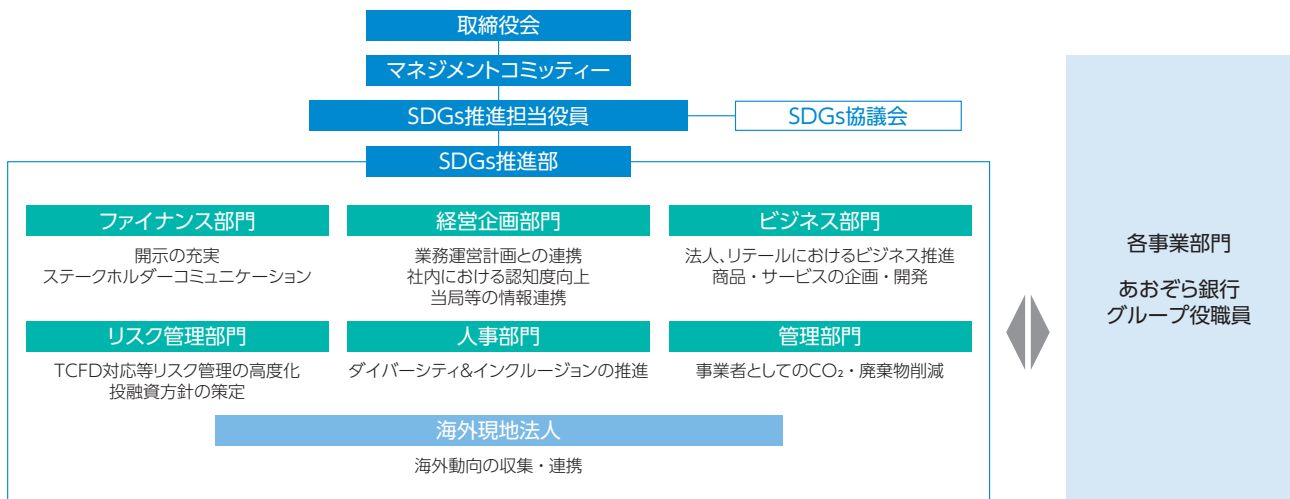 取締役会
マネジメントコミッティー
SDGs推進担当役員
SDGs協議会
SDGs推進部
ファイナンス部門
開示の充実
ステークホルダーコミュニケーション
経営企画部門
業務運営計画との連携
社内における認知度向上
当局等の情報連携
ビジネス部門
法人、リテールにおけるビジネス推進
商品・サービスの企画・開発
リスク管理部門
TCFD対応等リスク管理の高度化
投融資方針の策定
人事部門
ダイバーシティ&インクルージョンの推進
管理部門
事業者としてのCO₂・廃棄物削減
海外現地法人
海外動向の収集・連携
各事業部門
あおぞら銀行
グループ役職員